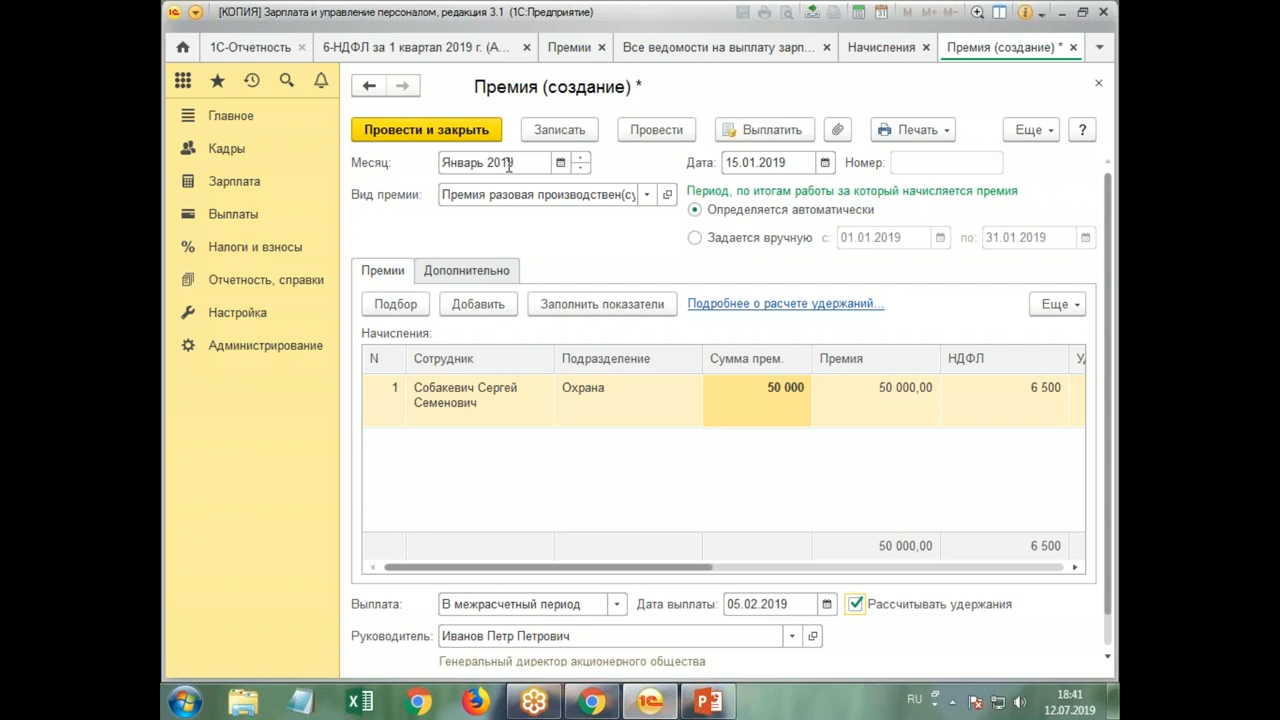 [КОПИЯ] Зарплата и управление персоналом, редакция 3.1 (1С:Предприятие)
M M+ M-
1С-Отчетность
6-НДФЛ за 1 квартал 2019 г. (А...
Премии
Все ведомости на выплату зарп...
Начисления
Премия (создание) *
Главное
Кадры
Зарплата
Выплаты
Налоги и взносы
Отчетность, справки
Настройка
Администрирование
Премия (создание) *
Провести и закрыть
Записать
Провести
Выплатить
Печать
Еще
?
Месяц:
Январь 2019
Дата:
15.01.2019
Номер:
Вид премии:
Премия разовая производствен(су
Период, по итогам работы за который начисляется премия
Определяется автоматически
Задается вручную с: 01.01.2019 по: 31.01.2019
Премии
Дополнительно
Подбор
Добавить
Заполнить показатели
Подробнее о расчете удержаний...
Еще
Начисления:
N Сотрудник Подразделение Сумма прем. Премия НДФЛ
1 Собакевич Сергей Охрана 50 000 50 000,00 6 500
Семенович
50 000,00 6 500
Выплата: В межрасчетный период
Дата выплаты: 05.02.2019
Рассчитывать удержания
Руководитель: Иванов Петр Петрович
Генеральный директор акционерного общества
RU
18:41
12.07.2019